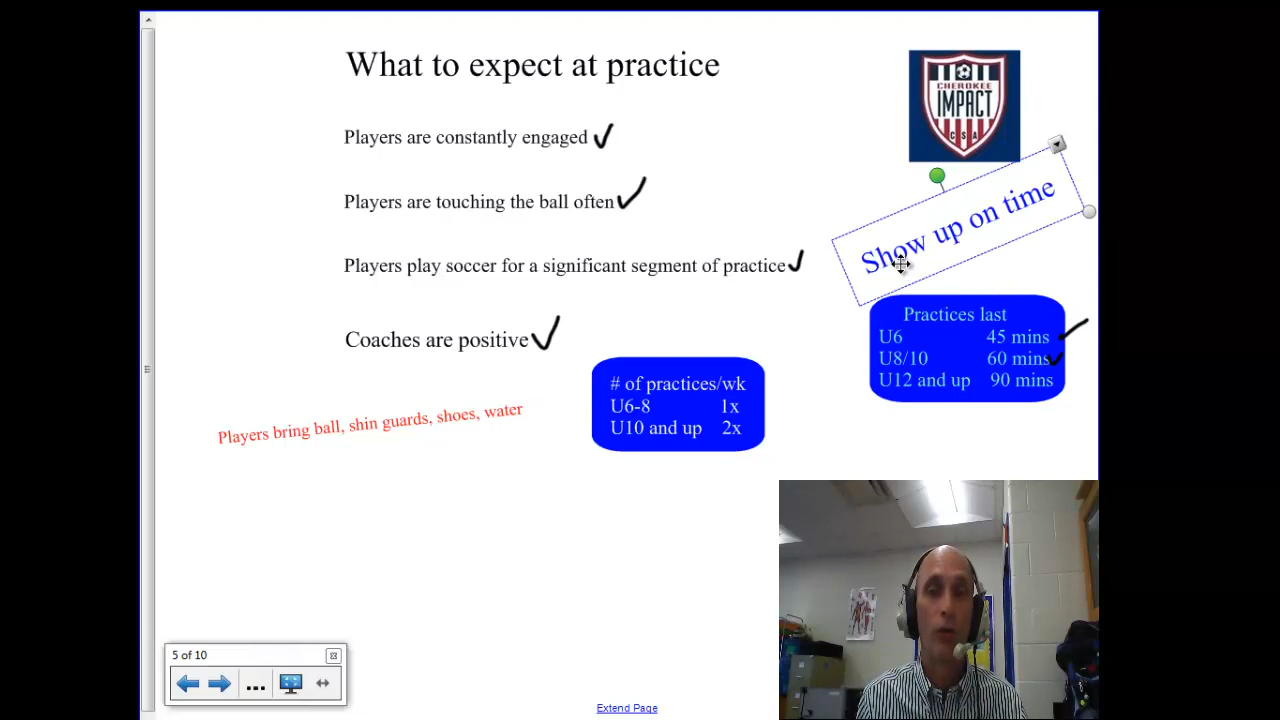 What to expect at practice
CHEROKEE
IMPACT
CSA
Players are constantly engaged
Players are touching the ball often
Show up on time
Players play soccer for a significant segment of practice
Practices last
U6 45 mins
U8/10 60 mins
U12 and up 90 mins
Coaches are positive
# of practices/wk
U6-8 1x
U10 and up 2x
Players bring ball, shin guards, shoes, water
5 of 10
...
Extend Page